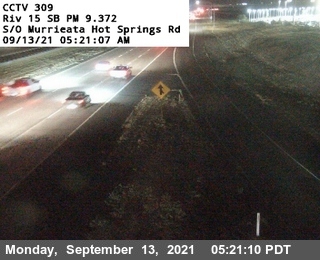 CCTV 309
Riv 15 SB PM 9.372
S/O Murrieata Hot Springs Rd
09/13/21 05:21:07 AM
Monday, September 13, 2021 05:21:10 PDT